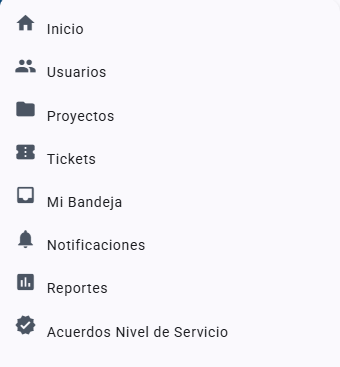 Inicio
Usuarios
Proyectos
Tickets
Mi Bandeja
Notificaciones
Reportes
Acuerdos Nivel de Servicio